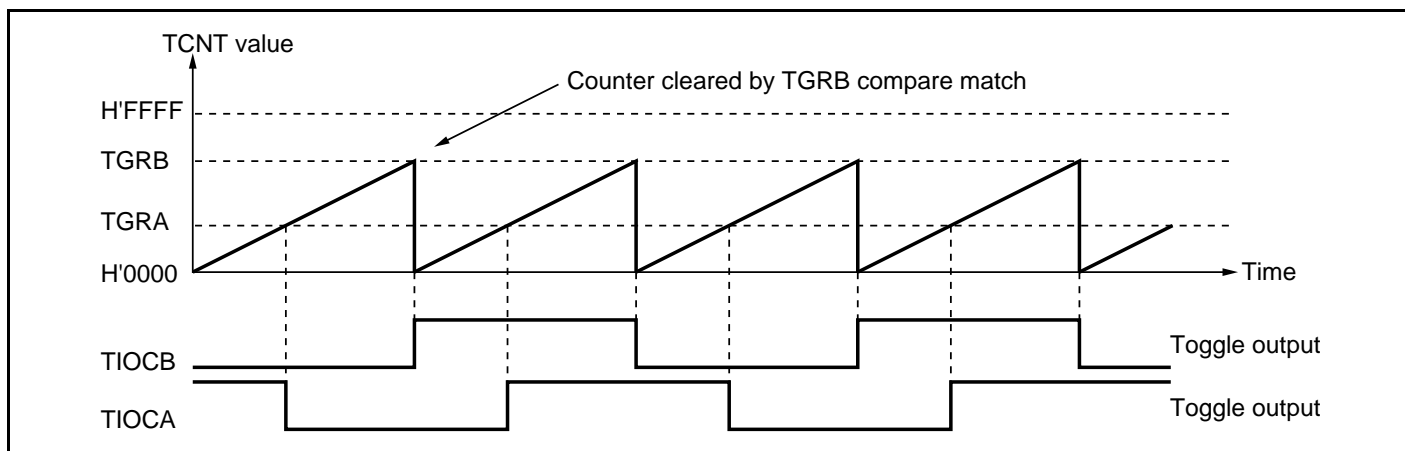 TCNT value
Counter cleared by TGRB compare match
H'FFFF
TGRB
TGRA
H'0000
Time
TIOCB
Toggle output
TIOCA
Toggle output